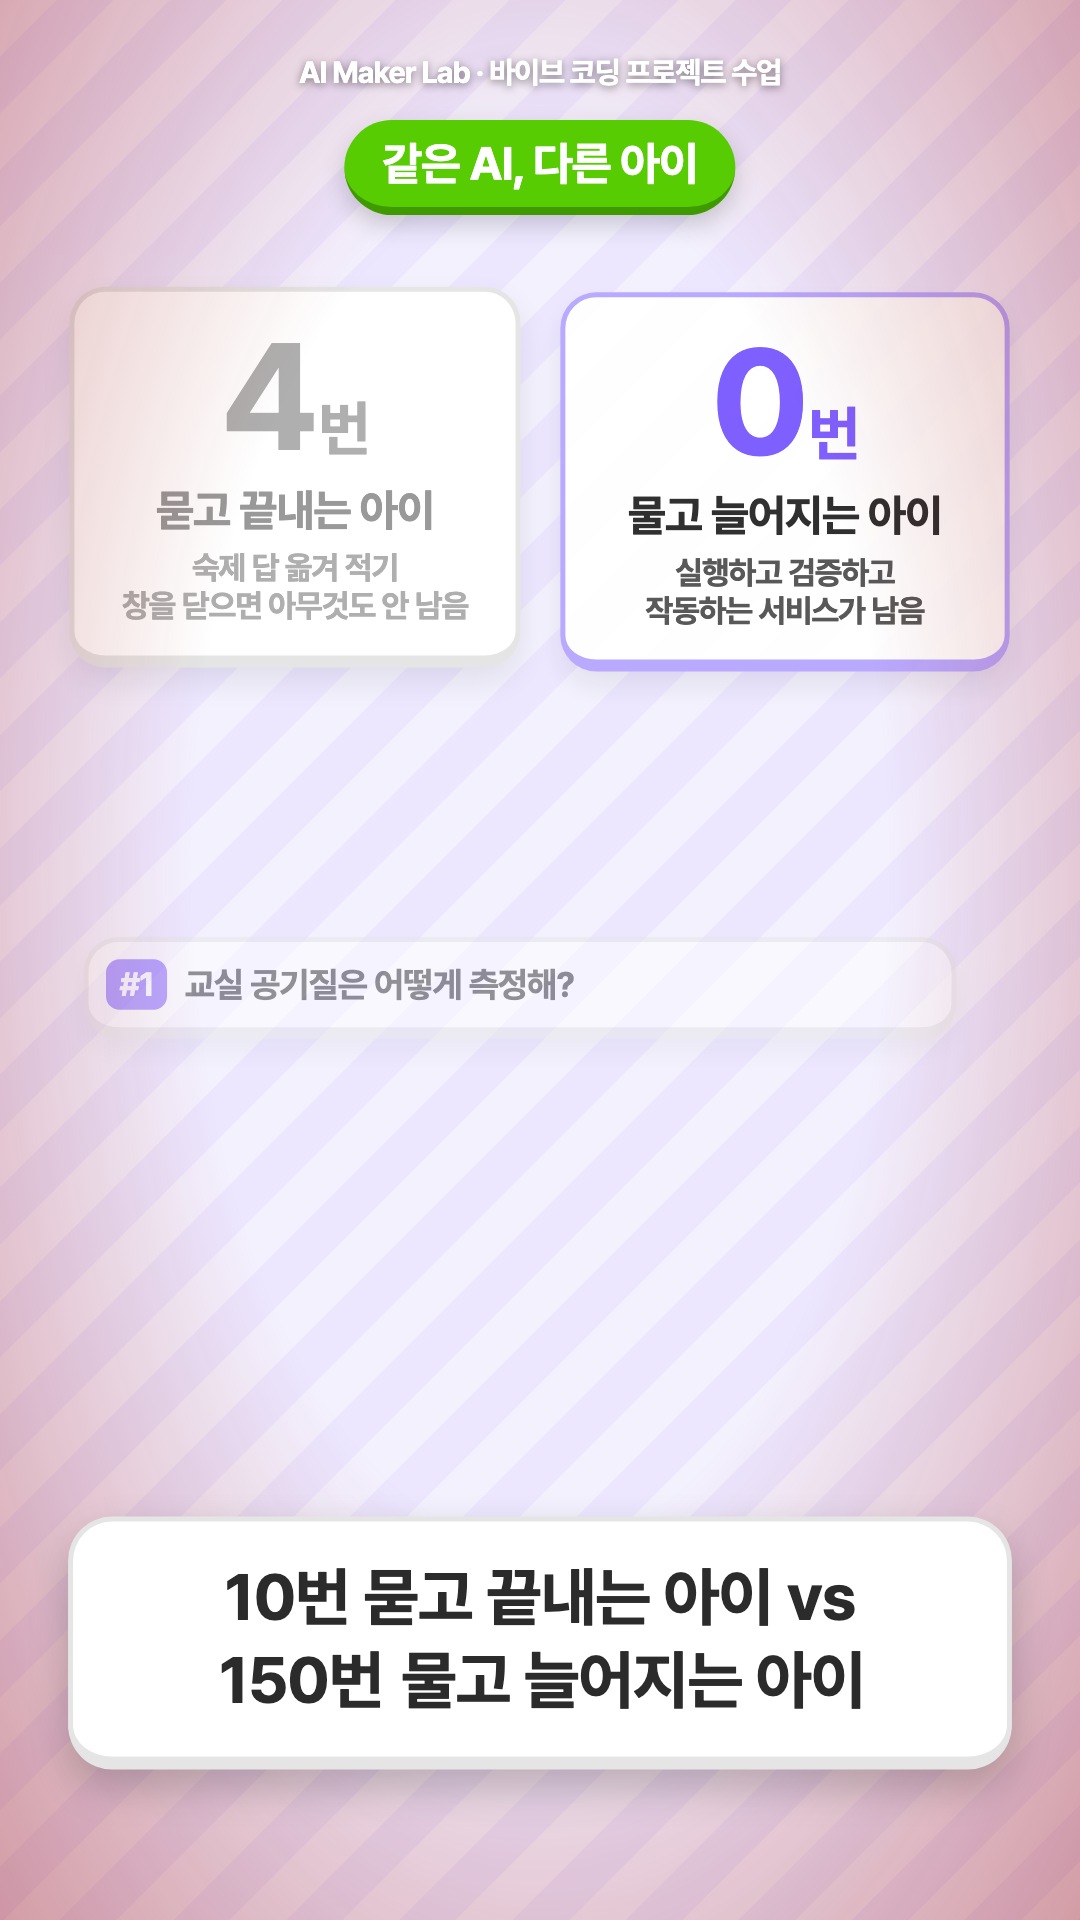 AI Maker Lab · 바이브 코딩 프로젝트 수업
같은 AI, 다른 아이
4번
묻고 끝내는 아이
숙제 답 옮겨 적기
창을 닫으면 아무것도 안 남음
0번
물고 늘어지는 아이
실행하고 검증하고
작동하는 서비스가 남음
#1 교실 공기질은 어떻게 측정해?
10번 묻고 끝내는 아이 vs
150번 물고 늘어지는 아이